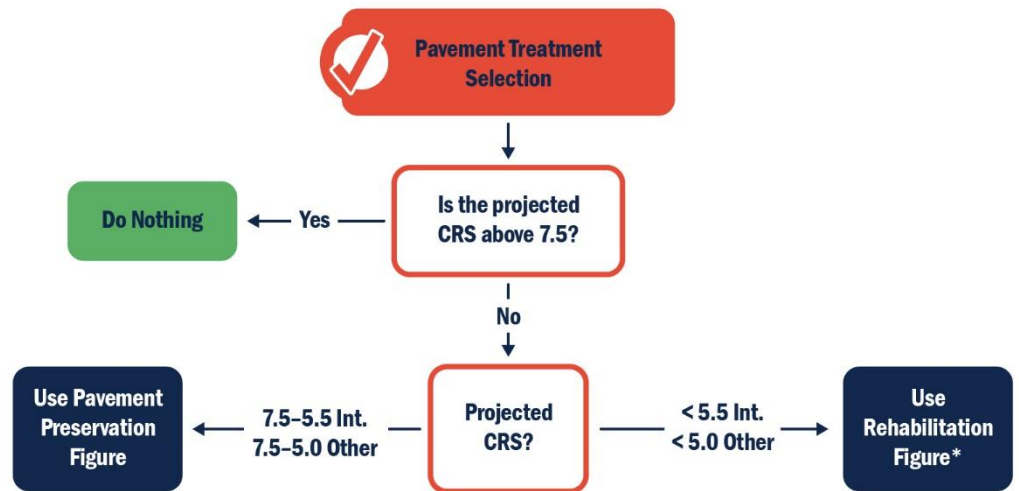 Pavement Treatment
Selection
Is the projected
CRS above 7.5?
Yes
Do Nothing
No
Projected
CRS?
7.5–5.5 Int.
7.5–5.0 Other
Use Pavement
Preservation
Figure
< 5.5 Int.
< 5.0 Other
Use
Rehabilitation
Figure*